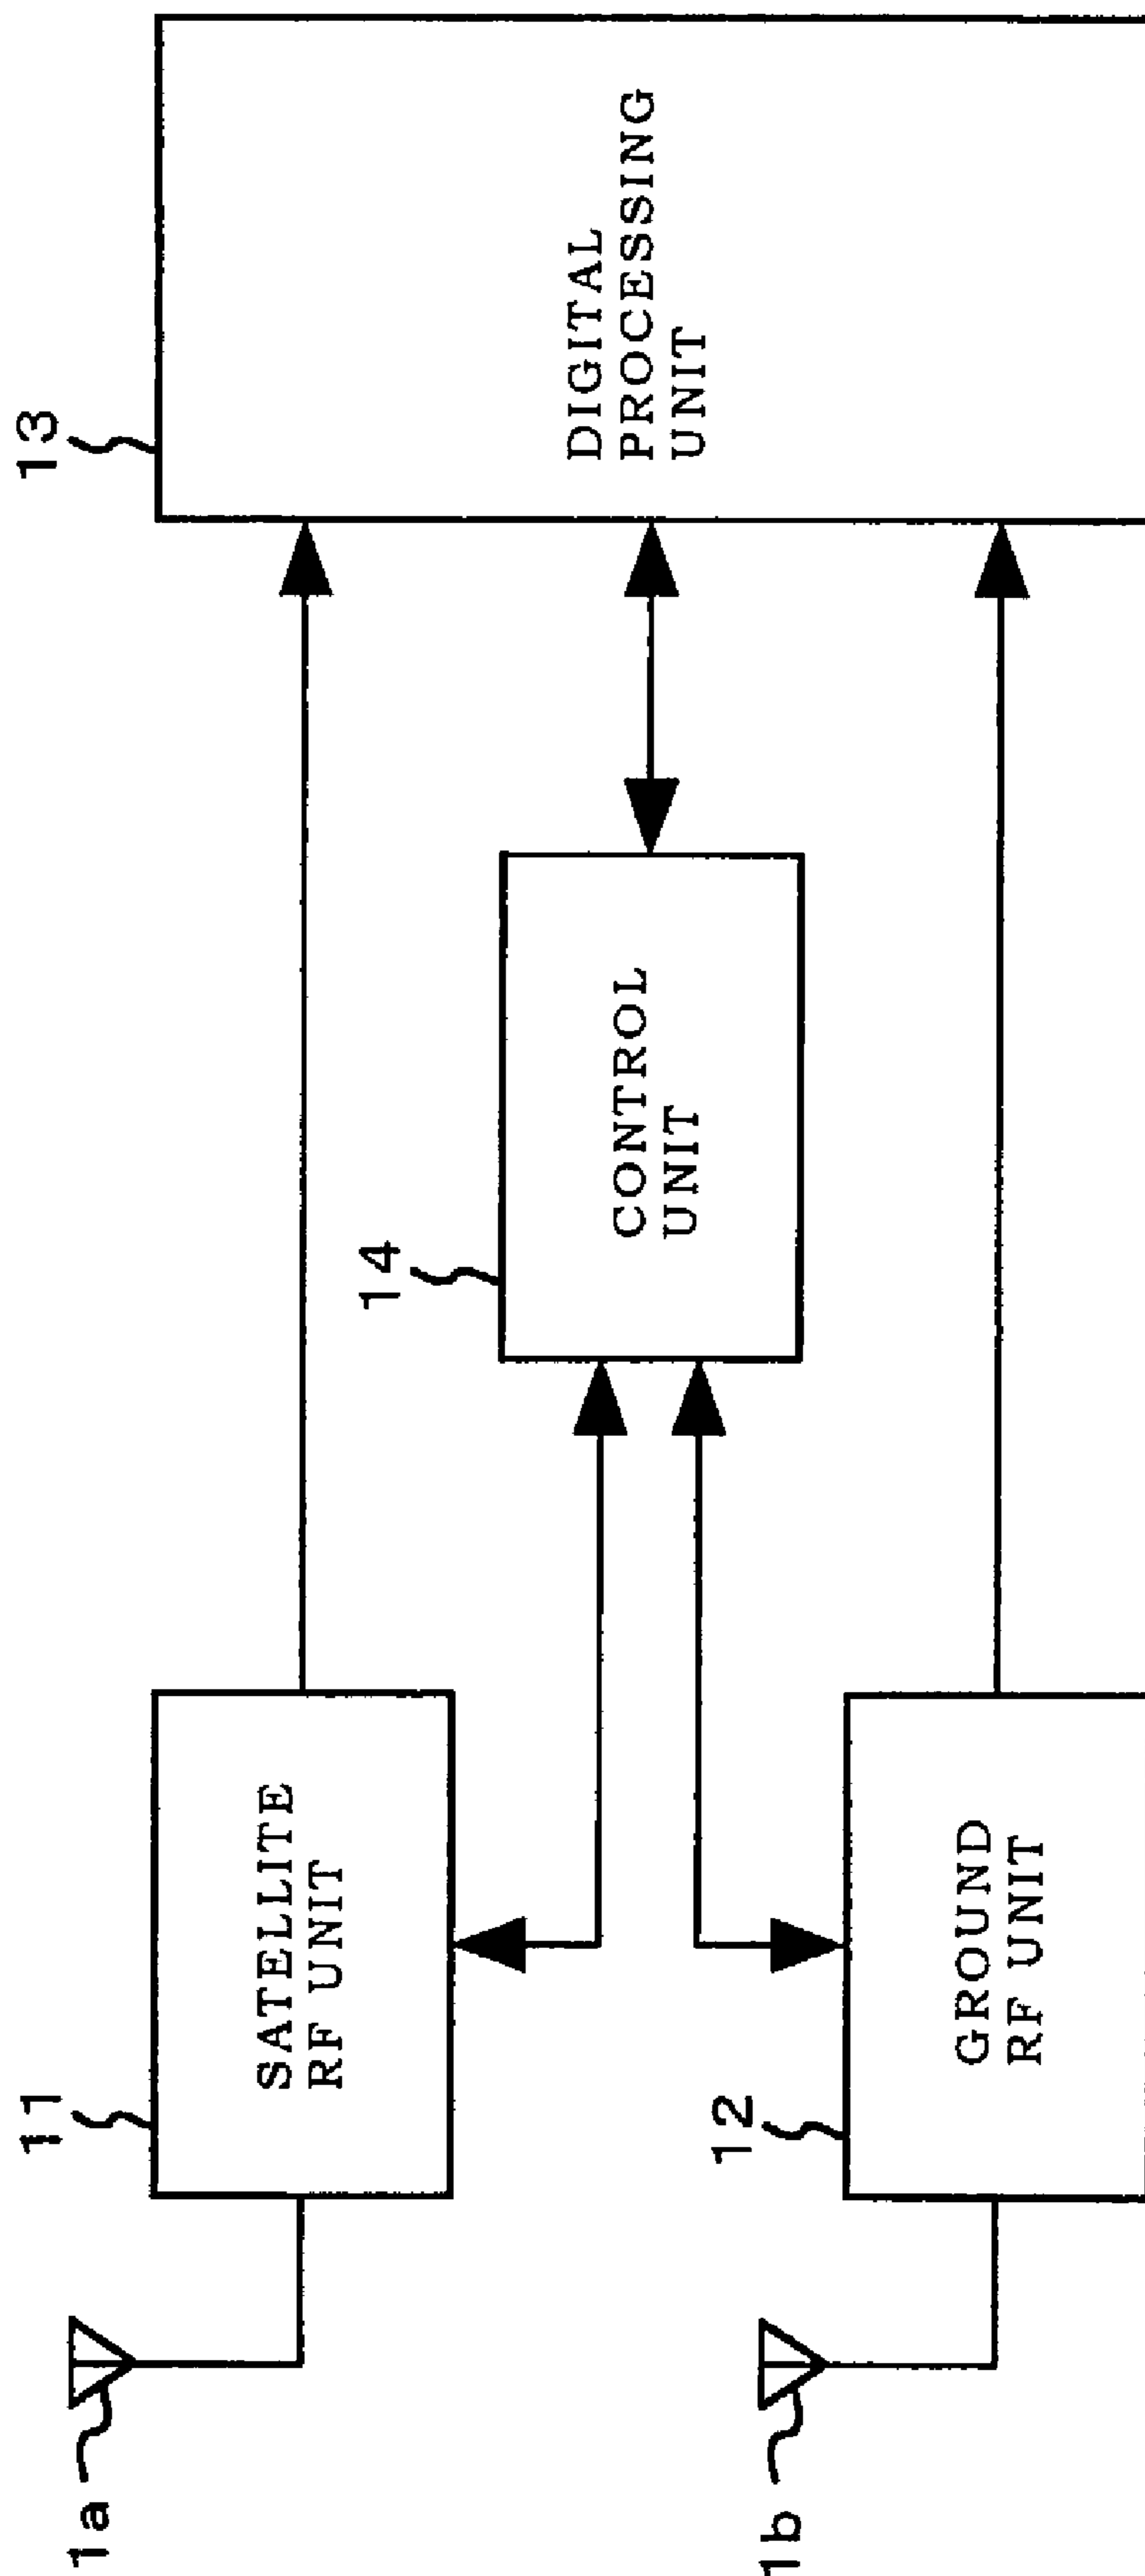 13
DIGITAL
PROCESSING
UNIT
14
CONTROL
UNIT
11
SATELLITE
RF UNIT
12
GROUND
RF UNIT
1a
1b